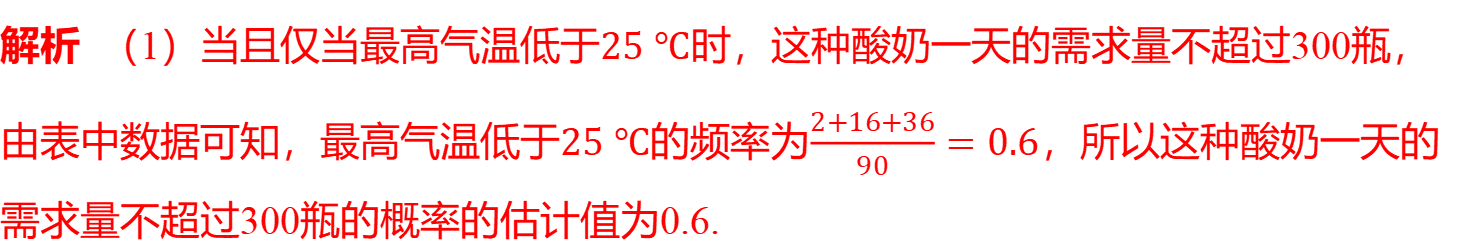 解析 （1）当且仅当最高气温低于25 ℃时，这种酸奶一天的需求量不超过300瓶，
由表中数据可知，最高气温低于25 ℃的频率为\frac{2+16+36}{90} = 0.6，所以这种酸奶一天的
需求量不超过300瓶的概率的估计值为0.6.